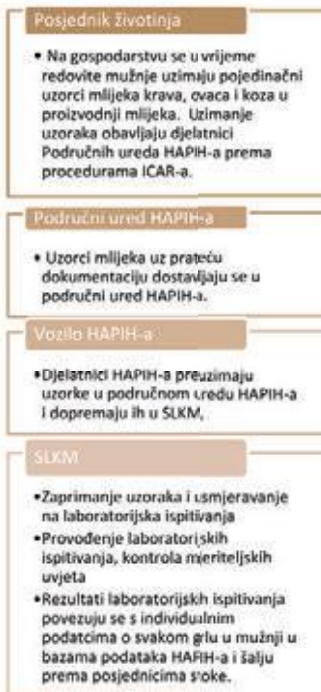 Posjednik životinja
• Na gospodarstvu se u vrijeme
redovite mužnje uzimaju pojedinačni
uzorci mlijeka krava, ovaca i koza u
proizvodnji mlijeka. Uzimanje
uzoraka obavljaju djelatnici
Područnih ureda HAPIH-a prema
procedurama ICAR-a.
Područni ured HAPIH-a
• Uzorci mlijeka uz prateću
dokumentaciju dostavljaju se u
područni ured HAPIH-a.
Vozilo HAPIH-a
•Djelatnici HAPIH-a preuzimaju
uzorke u područnom uredu HAPIH-a
i dopremaju ih u SLKM,
SLKM
•Zaprimanje uzoraka i usmjeravanje
na laboratorijska ispitivanja
•Provođenje laboratorijskih
ispitivanja, kontrola mjeriteljskih
uvjeta
•Rezultati laboratorijskh ispitivanja
povezuju se s individualnim
podatcima o svakom grlu u mužnji u
bazama podataka HAPIH-a i šalju
prema posjednicima stoke.